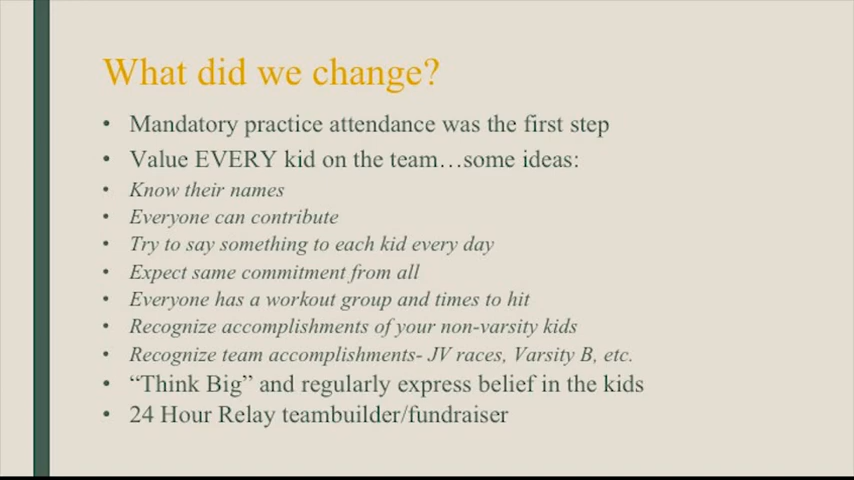 What did we change?
• Mandatory practice attendance was the first step
• Value EVERY kid on the team…some ideas:
• Know their names
• Everyone can contribute
• Try to say something to each kid every day
• Expect same commitment from all
• Everyone has a workout group and times to hit
• Recognize accomplishments of your non-varsity kids
• Recognize team accomplishments- JV races, Varsity B, etc.
• “Think Big” and regularly express belief in the kids
• 24 Hour Relay teambuilder/fundraiser